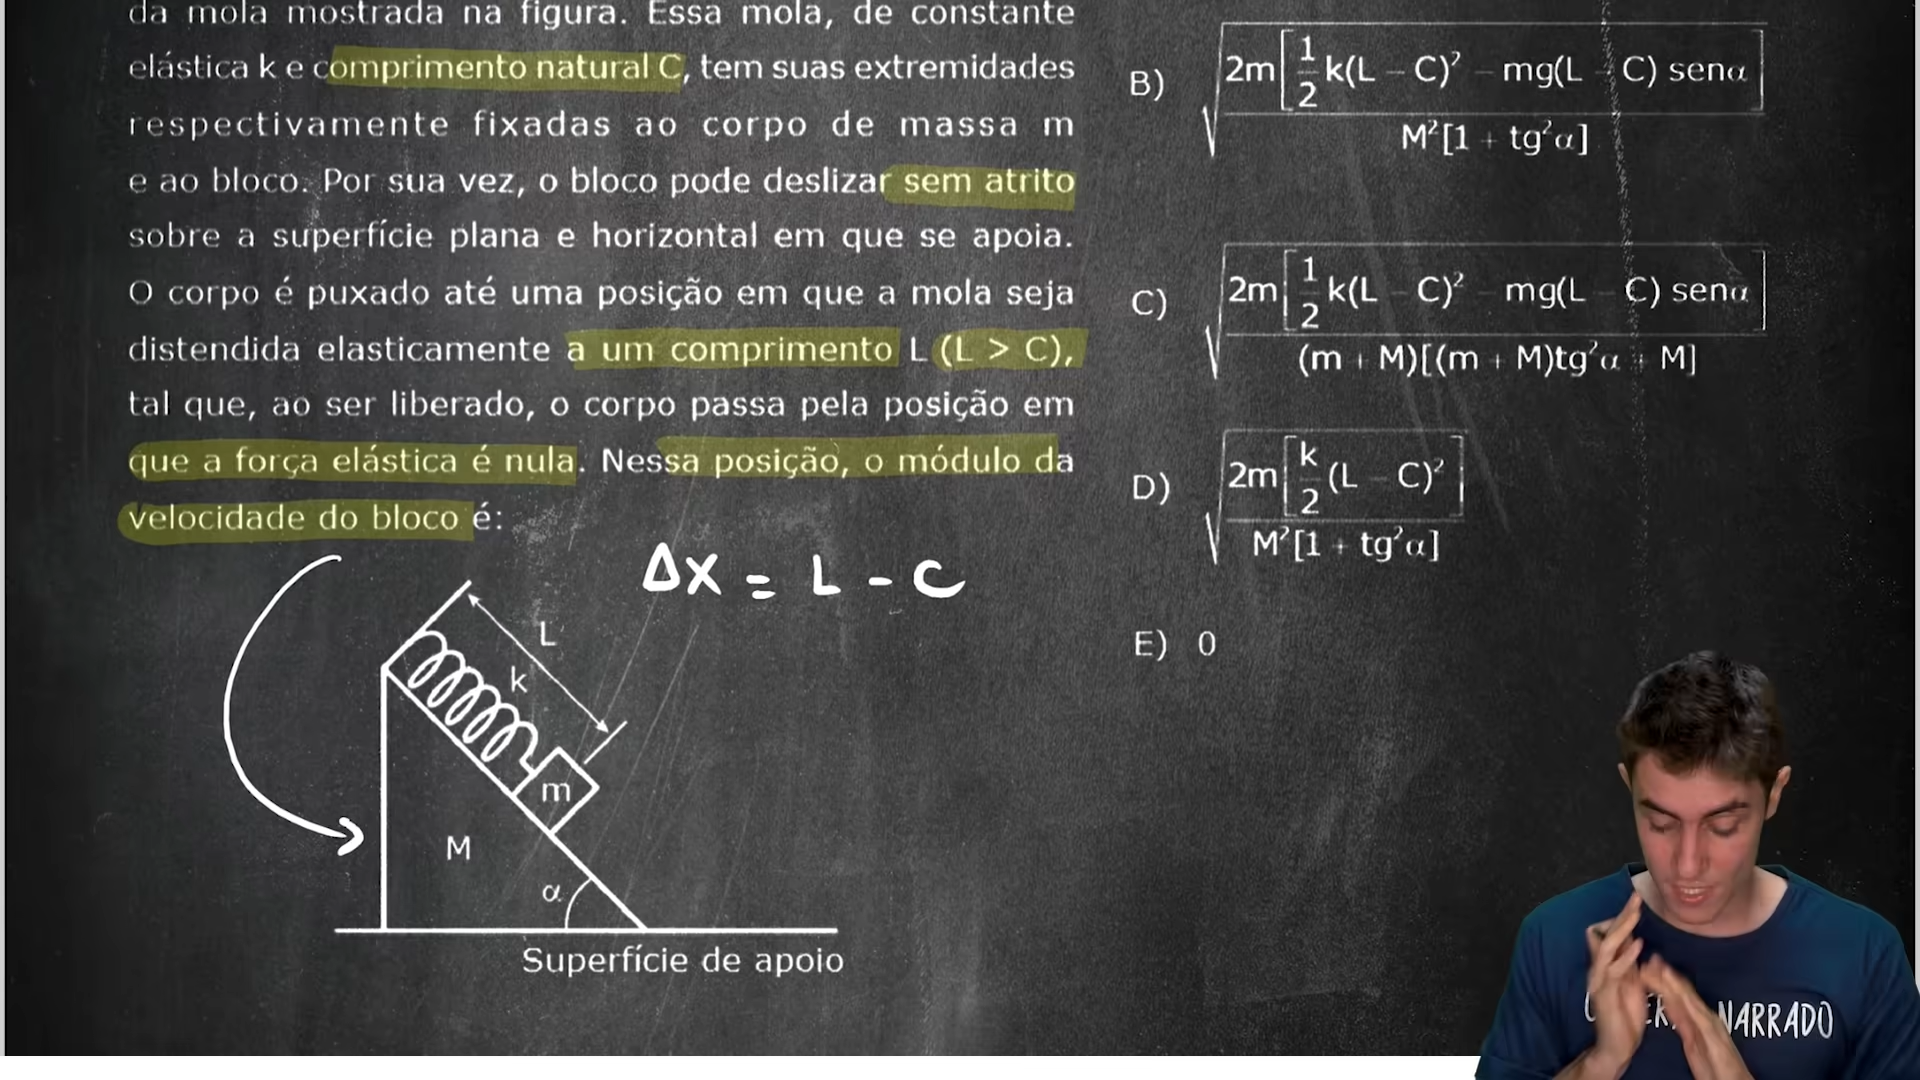 da mola mostrada na figura. Essa mola, de constante
elástica k e comprimento natural C, tem suas extremidades
respectivamente fixadas ao corpo de massa m
e ao bloco. Por sua vez, o bloco pode deslizar sem atrito
sobre a superfície plana e horizontal em que se apoia.
O corpo é puxado até uma posição em que a mola seja
distendida elasticamente a um comprimento L (L > C),
tal que, ao ser liberado, o corpo passa pela posição em
que a força elástica é nula. Nessa posição, o módulo da
velocidade do bloco é:
Δx = L - C
L
k
m
M
α
Superfície de apoio
B) √ 2m[1/2 k(L - C)² - mg(L - C) senα]
M²[1 + tg²α]
C) √ 2m[1/2 k(L - C)² - mg(L - C) senα]
(m + M)[(m + M)tg²α + M]
D) √ 2m[k/2 (L - C)²]
M²[1 + tg²α]
E) 0
NARRADO